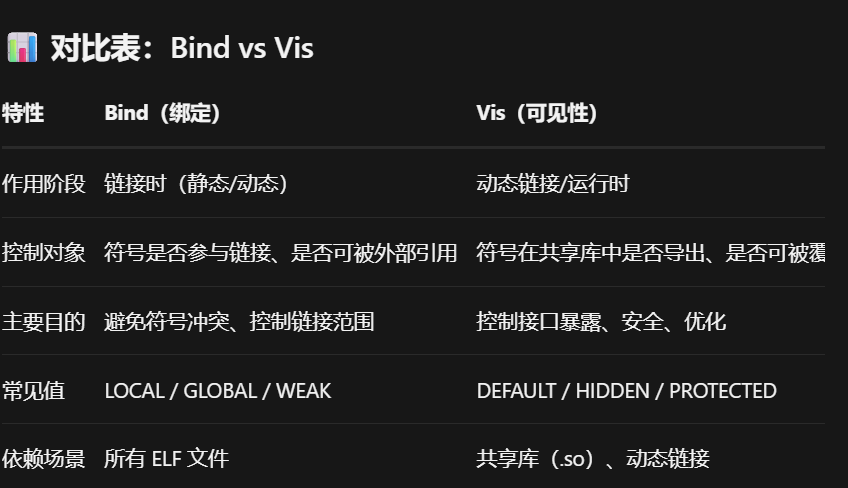 📊 对比表：Bind vs Vis
特性 Bind（绑定） Vis（可见性）
作用阶段 链接时（静态/动态） 动态链接/运行时
控制对象 符号是否参与链接、是否可被外部引用 符号在共享库中是否导出、是否可被覆
主要目的 避免符号冲突、控制链接范围 控制接口暴露、安全、优化
常见值 LOCAL / GLOBAL / WEAK DEFAULT / HIDDEN / PROTECTED
依赖场景 所有 ELF 文件 共享库（.so）、动态链接